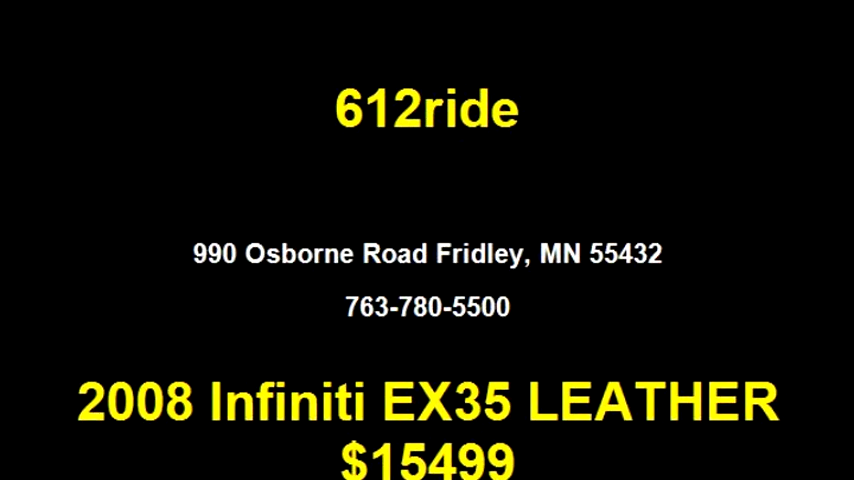 612ride
990 Osborne Road Fridley, MN 55432
763-780-5500
2008 Infiniti EX35 LEATHER
$15499